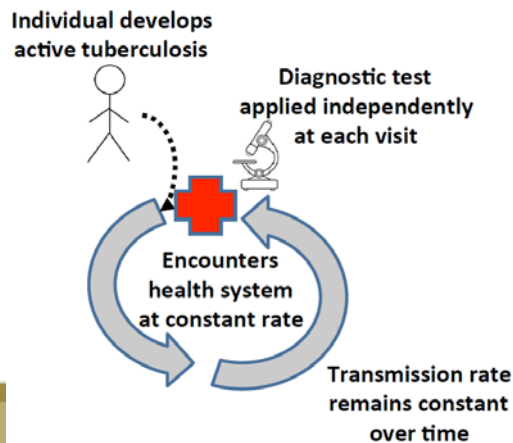 Individual develops
active tuberculosis
Diagnostic test
applied independently
at each visit
Encounters
health system
at constant rate
Transmission rate
remains constant
over time